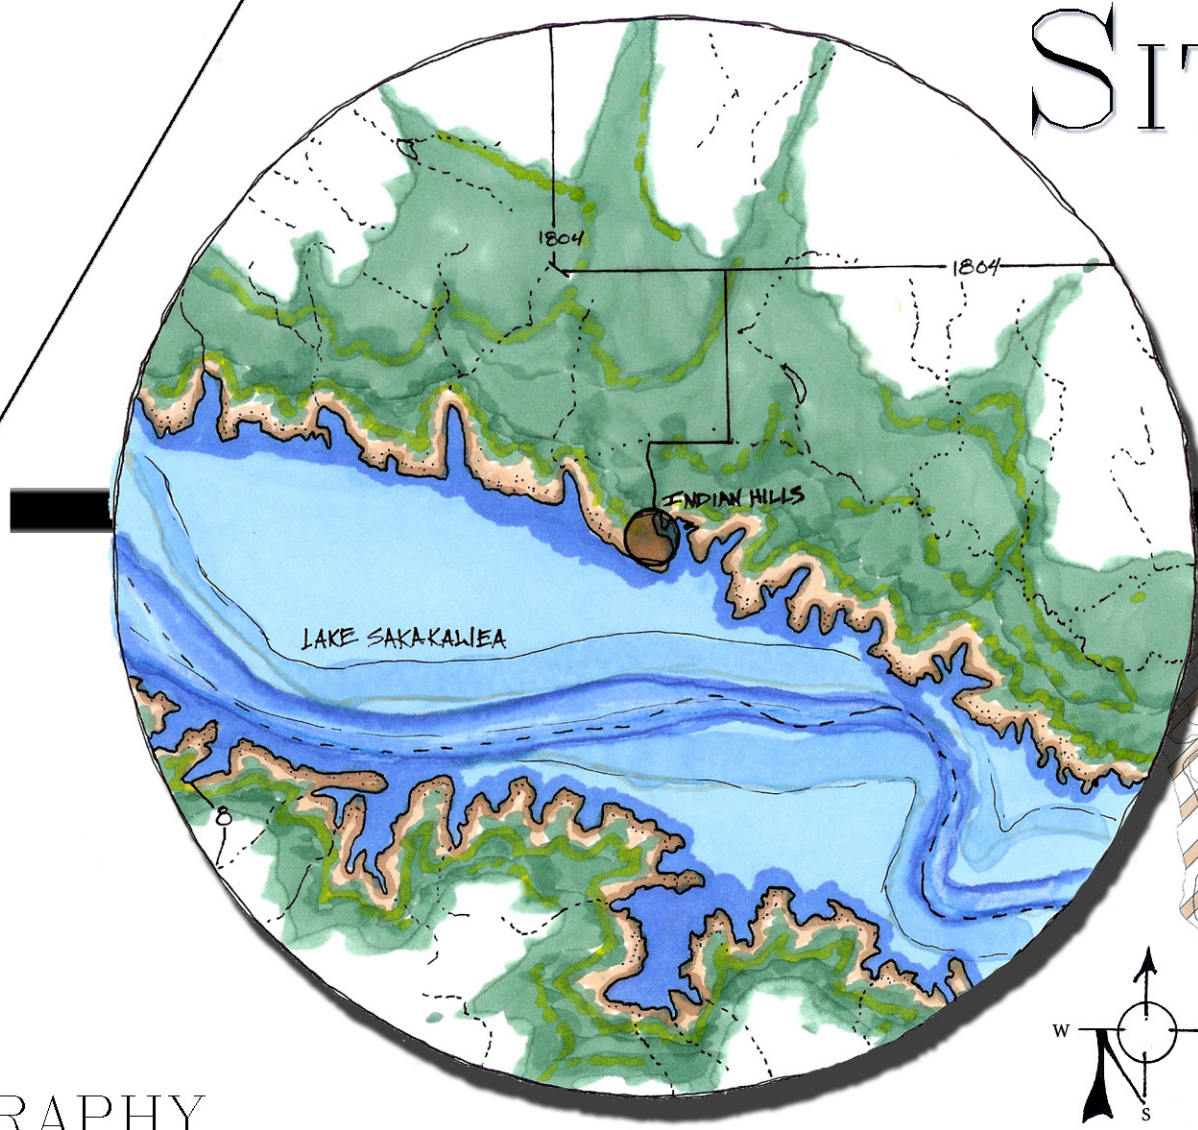 SIT
1804
1804
INDIAN HILLS
LAKE SAKAKAWEA
8
W
N
S
RAPHY